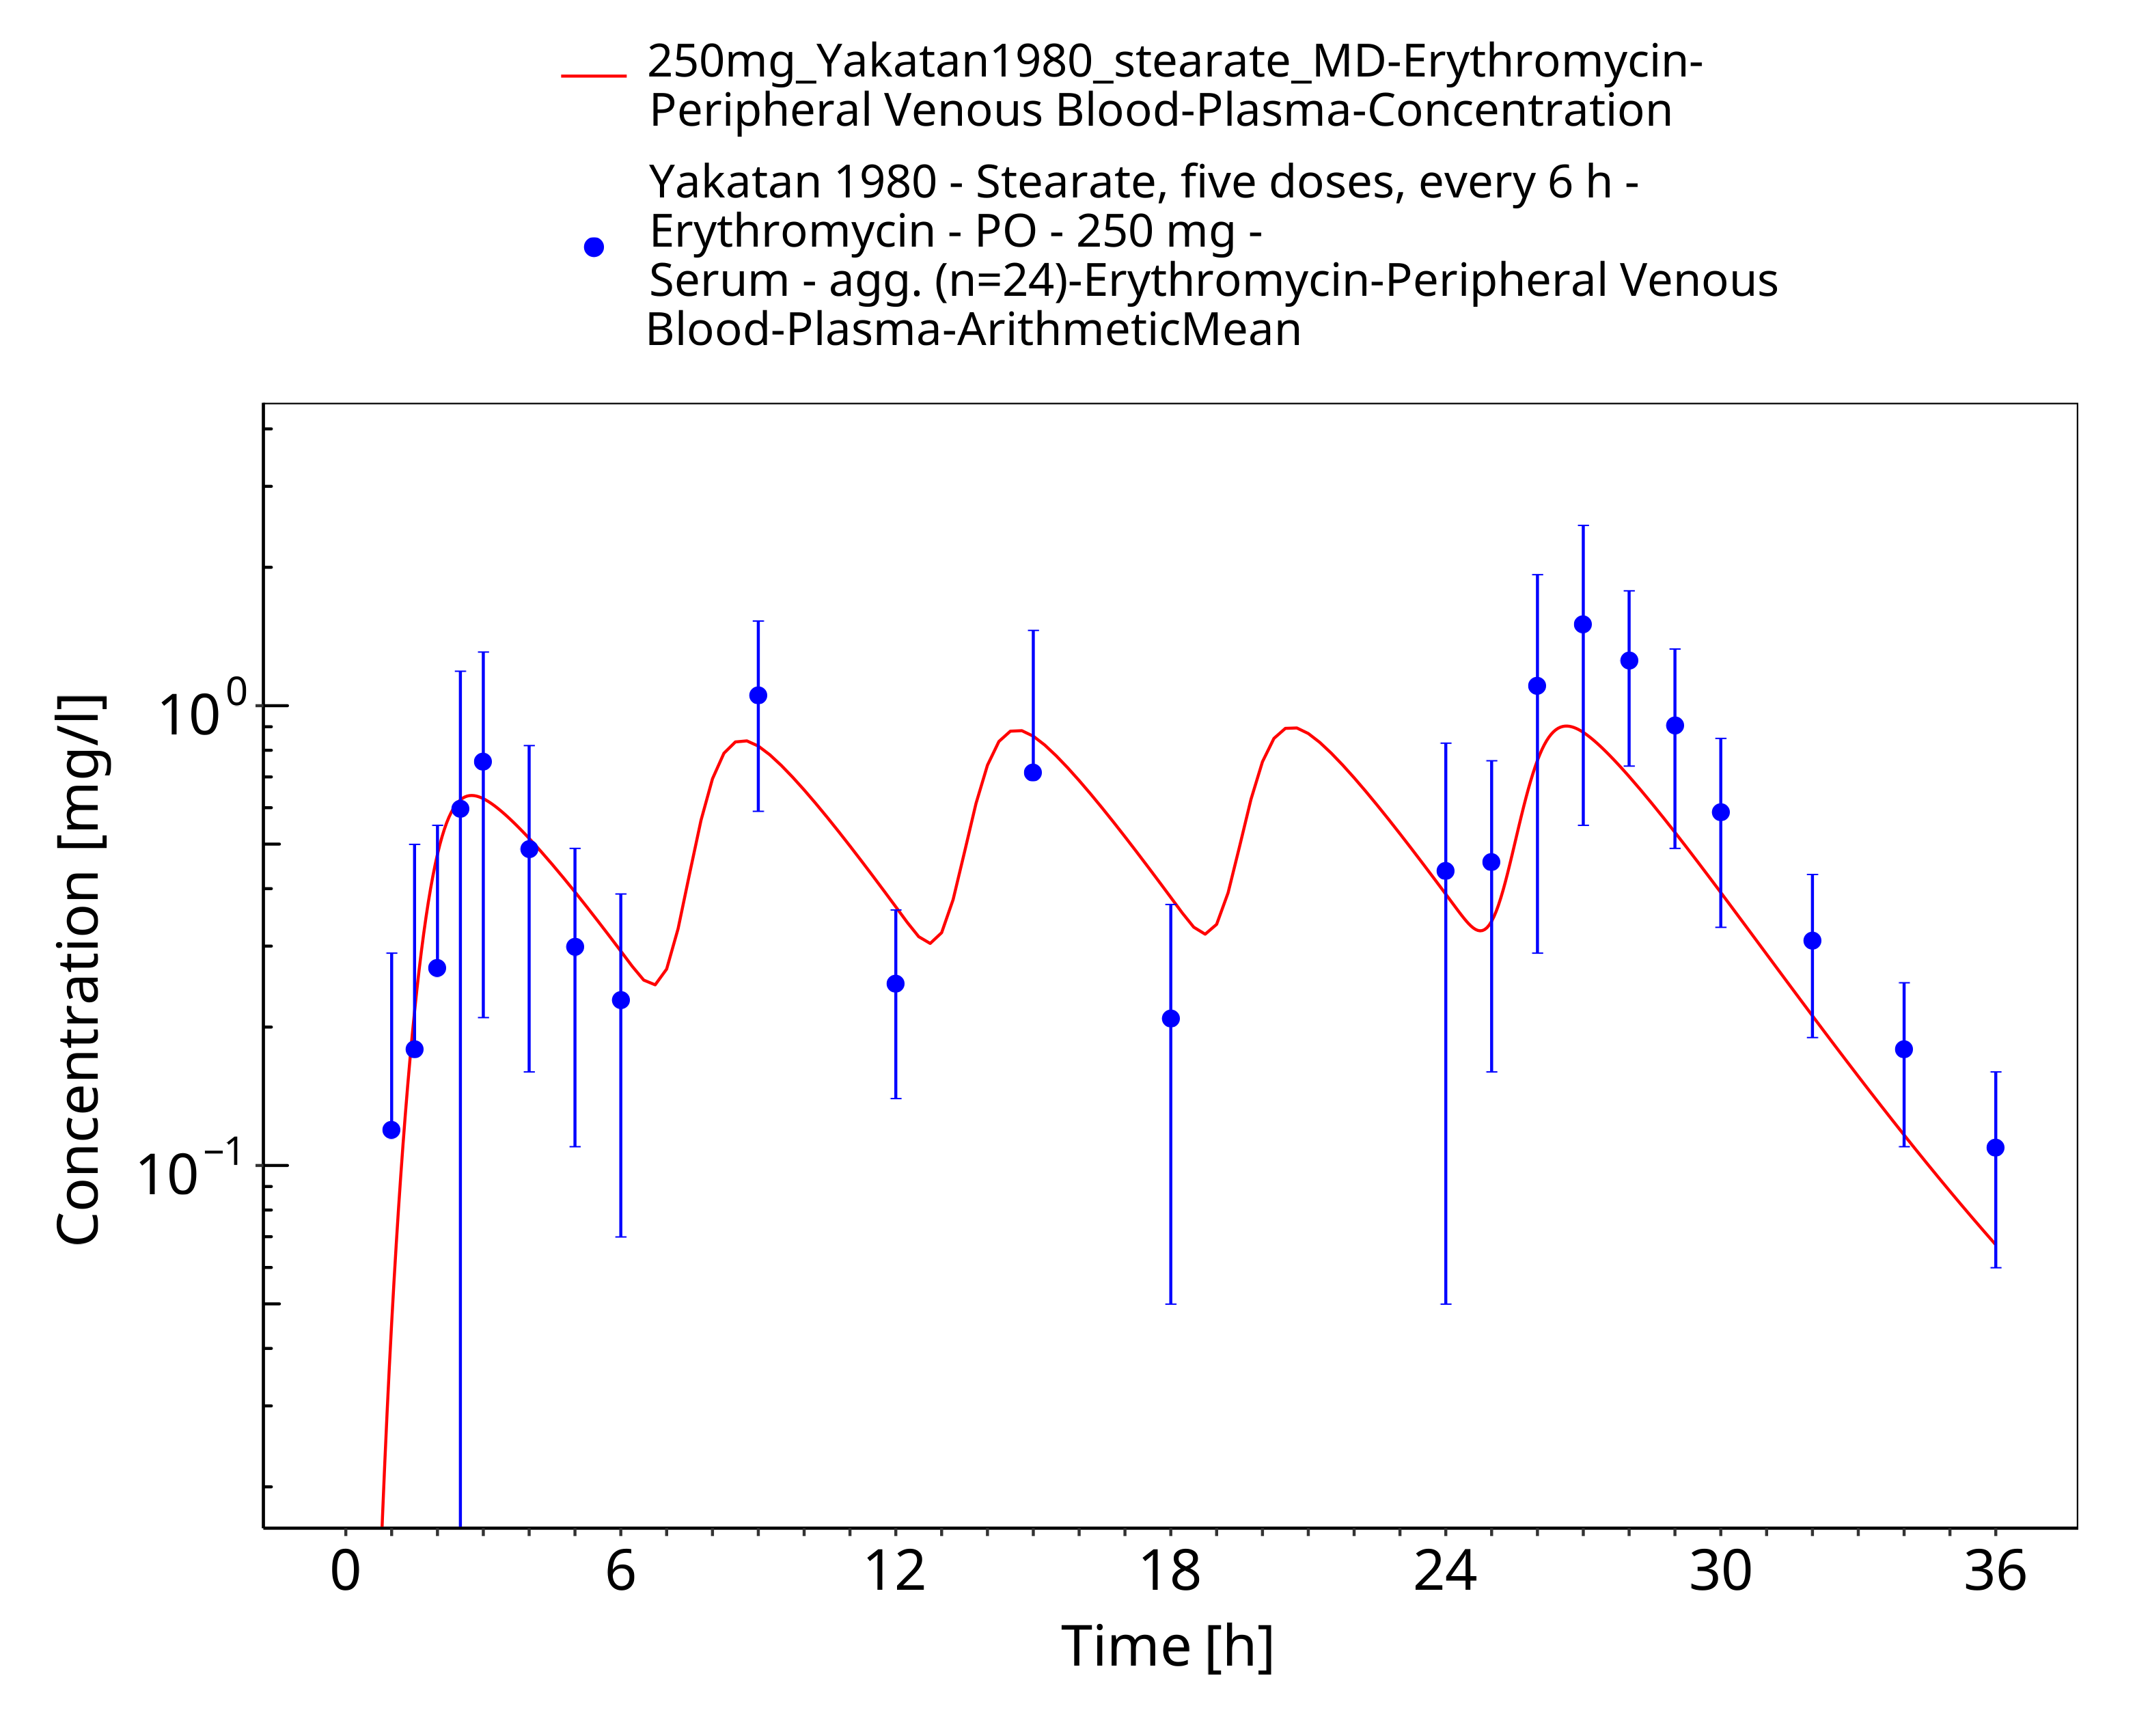 250mg_Yakatan1980_stearate_MD-Erythromycin-
Peripheral Venous Blood-Plasma-Concentration
Yakatan 1980 - Stearate, five doses, every 6 h -
Erythromycin - PO - 250 mg -
Serum - agg. (n=24)-Erythromycin-Peripheral Venous
Blood-Plasma-ArithmeticMean
Concentration [mg/l]
10⁰
10⁻¹
0 6 12 18 24 30 36
Time [h]